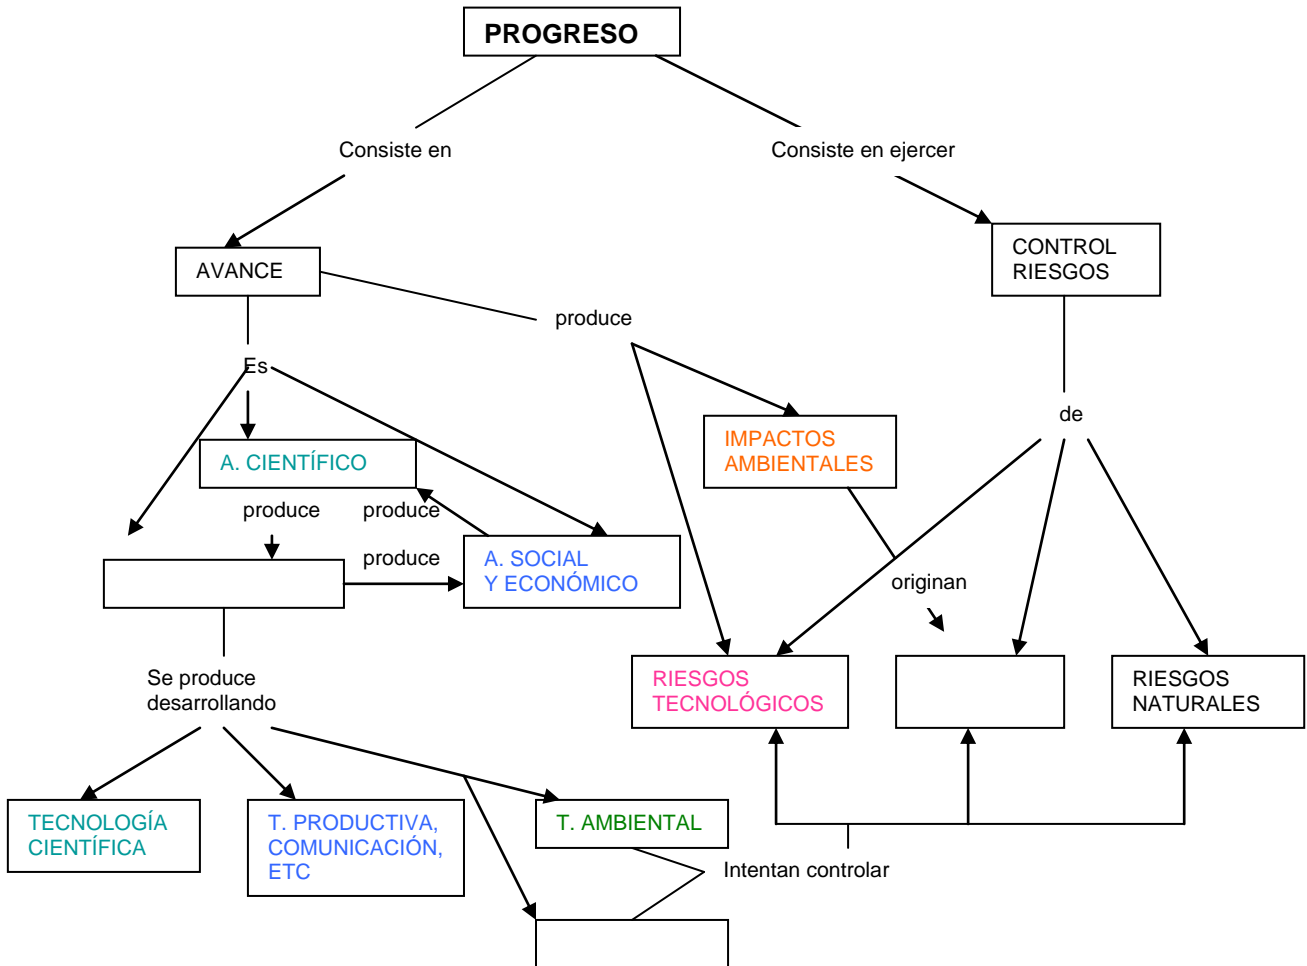 PROGRESO
Consiste en
Consiste en ejercer
CONTROL
RIESGOS
AVANCE
produce
Es
de
IMPACTOS
AMBIENTALES
A. CIENTÍFICO
produce
produce
produce
A. SOCIAL
Y ECONÓMICO
originan
Se produce
desarrollando
RIESGOS
TECNOLÓGICOS
RIESGOS
NATURALES
TECNOLOGÍA
CIENTÍFICA
T. PRODUCTIVA,
COMUNICACIÓN,
ETC
T. AMBIENTAL
Intentan controlar